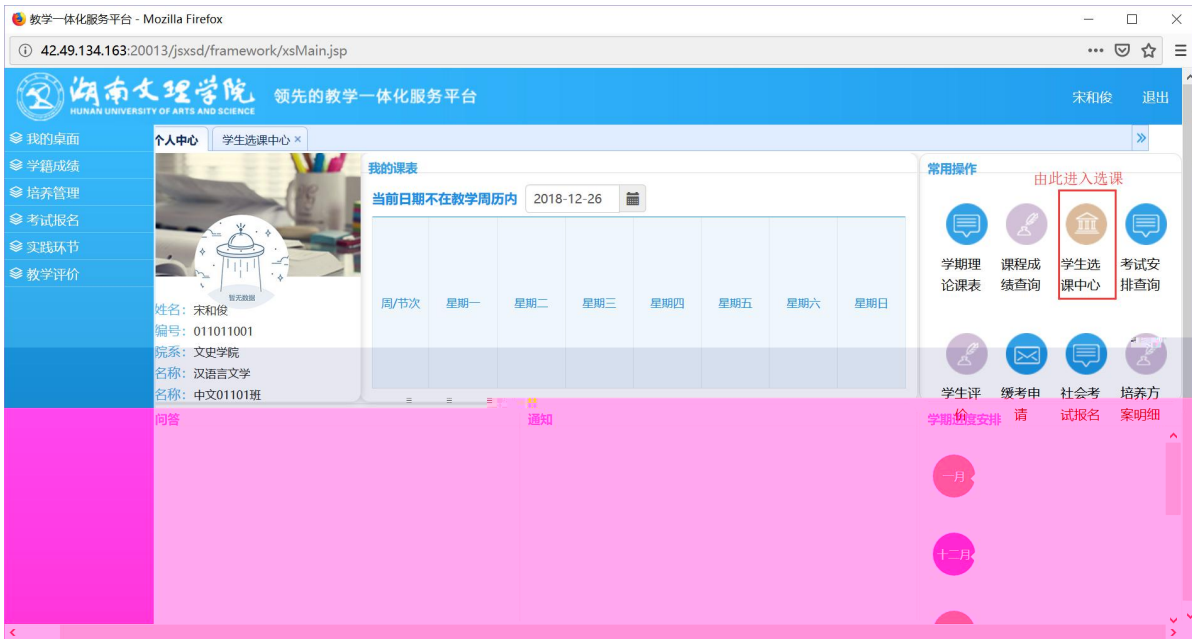 教学一体化服务平台 - Mozilla Firefox
42.49.134.163:20013/jsxsd/framework/xsMain.jsp
湖南文理学院
HUNAN UNIVERSITY OF ARTS AND SCIENCE
领先的教学一体化服务平台
宋和俊 退出
我的桌面
学籍成绩
培养管理
考试报名
实践环节
教学评价
个人中心 学生选课中心 ×
暂无数据
姓名: 宋和俊
编号: 011011001
院系: 文史学院
名称: 汉语言文学
名称: 中文01101班
我的课表
当前日期不在教学周历内 2018-12-26
周/节次 星期一 星期二 星期三 星期四 星期五 星期六 星期日
常用操作
由此进入选课
学期理论课表
课程成绩查询
学生选课中心
考试安排查询
学生评价
缓考申请
社会考试报名
培养方案明细
问答
通知
学期进度安排
一月
十二月